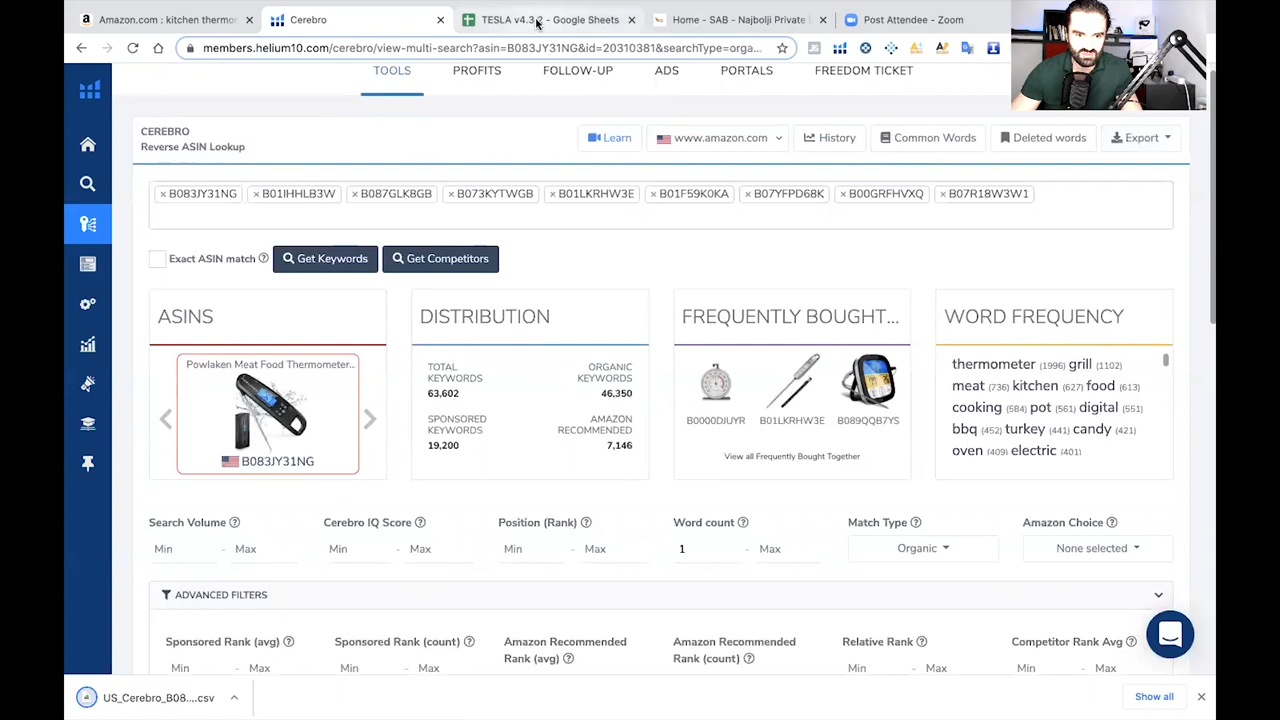 Amazon.com : kitchen thermo
Cerebro
TESLA v4.3.2 - Google Sheets
Home - SAB - Najbolji Private
Post Attendee - Zoom
members.helium10.com/cerebro/view-multi-search?asin=B083JY31NG&id=20310381&searchType=orga...
TOOLS PROFITS FOLLOW-UP ADS PORTALS FREEDOM TICKET
CEREBRO
Reverse ASIN Lookup
Learn www.amazon.com History Common Words Deleted words Export
× B083JY31NG × B01IHHLB3W × B087GLK8GB × B073KYTWGB × B01LKRHW3E × B01F59K0KA × B07YFPD68K × B00GRFHVXQ × B07R18W3W1
Exact ASIN match Get Keywords Get Competitors
ASINS
Powlaken Meat Food Thermometer...
B083JY31NG
DISTRIBUTION
TOTAL KEYWORDS
63,602
ORGANIC KEYWORDS
46,350
SPONSORED KEYWORDS
19,200
AMAZON RECOMMENDED
7,146
FREQUENTLY BOUGHT...
B0000DJUYR B01LKRHW3E B089QQB7YS
View all Frequently Bought Together
WORD FREQUENCY
thermometer (1996) grill (1102)
meat (736) kitchen (627) food (613)
cooking (584) pot (561) digital (551)
bbq (452) turkey (441) candy (421)
oven (409) electric (401)
Search Volume Cerebro IQ Score Position (Rank) Word count Match Type Amazon Choice
Min - Max Min - Max Min - Max 1 - Max Organic None selected
ADVANCED FILTERS
Sponsored Rank (avg) Sponsored Rank (count) Amazon Recommended Rank (avg) Amazon Recommended Rank (count) Relative Rank Competitor Rank Avg
Min - Max Min - Max Min - Max Min - Max
US_Cerebro_B08....csv
Show all